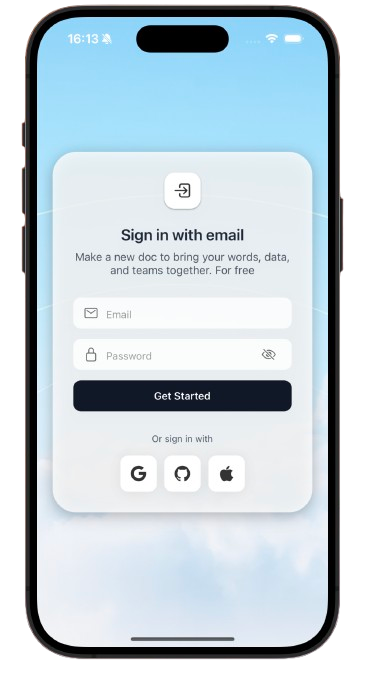 16:13
Sign in with email
Make a new doc to bring your words, data,
and teams together. For free
Email
Password
Get Started
Or sign in with